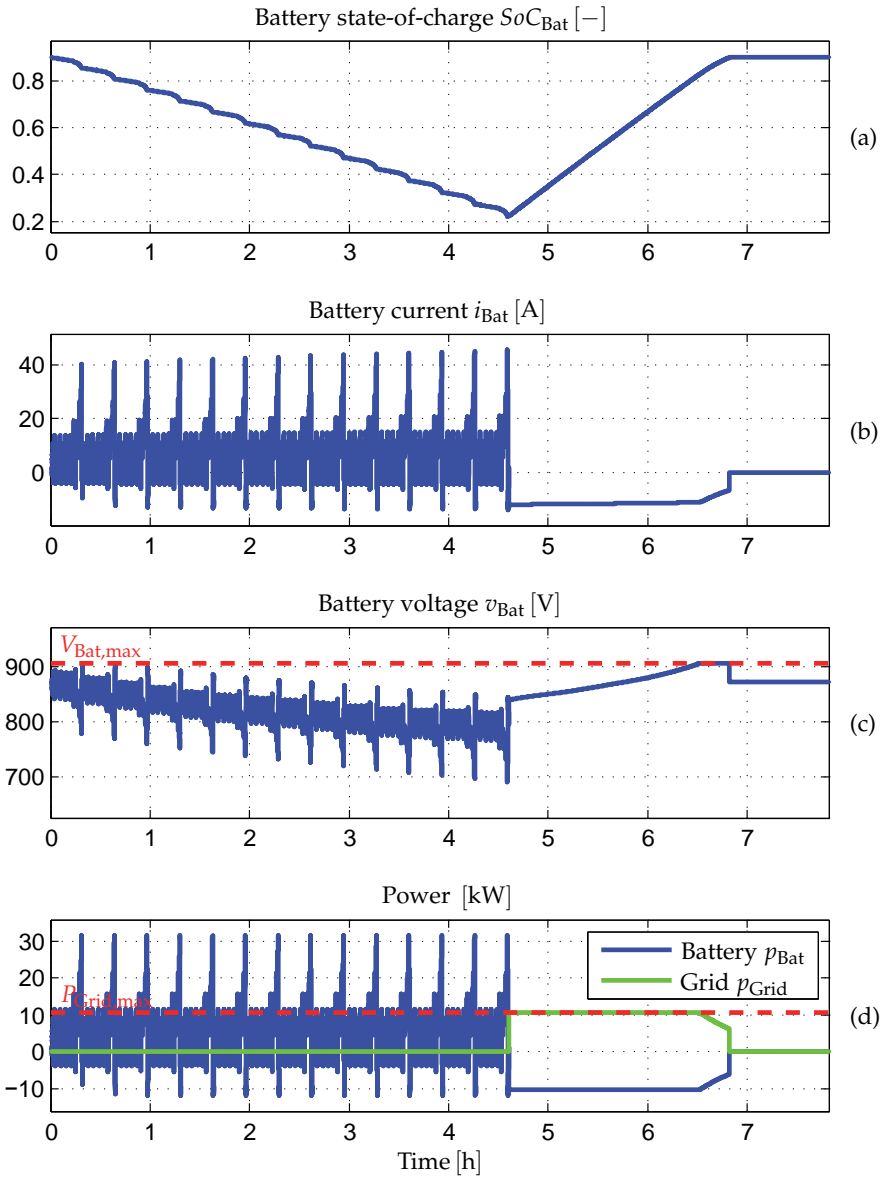 Battery state-of-charge SoC_Bat [−]
0.8
0.6
0.4
0.2
0 1 2 3 4 5 6 7
(a)
Battery current i_Bat [A]
40
20
0
0 1 2 3 4 5 6 7
(b)
Battery voltage v_Bat [V]
V_Bat,max
900
800
700
0 1 2 3 4 5 6 7
(c)
Power [kW]
30
20
10
0
−10
P_Grid,max
Battery p_Bat
Grid p_Grid
0 1 2 3 4 5 6 7
(d)
Time [h]